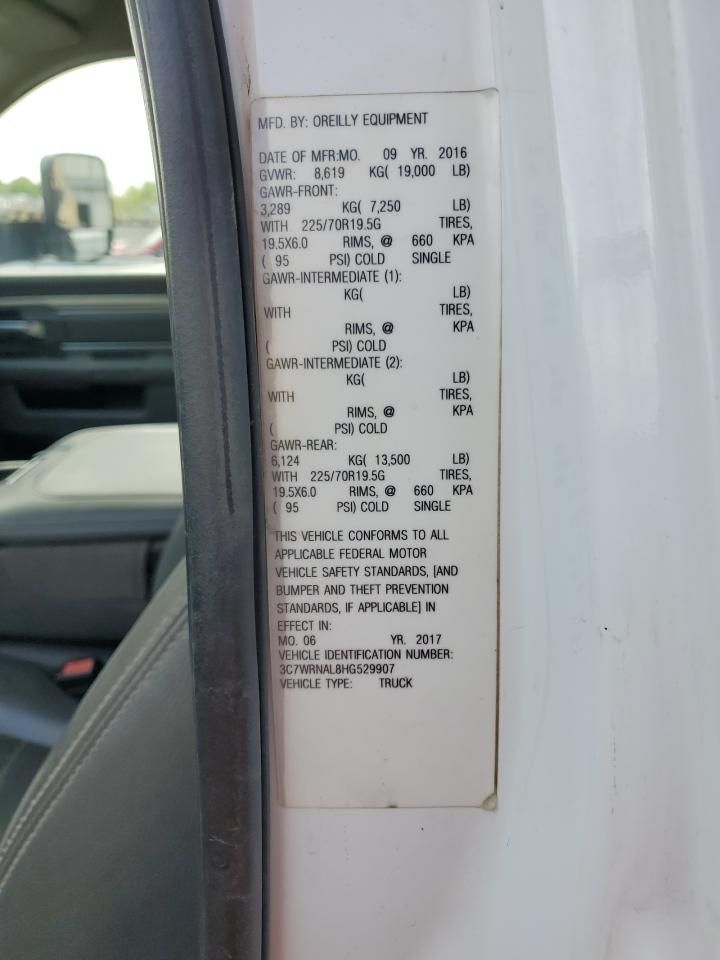 MFD. BY: OREILLY EQUIPMENT
DATE OF MFR:MO. 09 YR. 2016
GVWR: 8,619 KG( 19,000 LB)
GAWR-FRONT:
3,289 KG( 7,250 LB)
WITH 225/70R19.5G TIRES,
19.5X6.0 RIMS, @ 660 KPA
( 95 PSI) COLD SINGLE
GAWR-INTERMEDIATE (1):
KG( LB)
WITH TIRES,
RIMS, @ KPA
( PSI) COLD
GAWR-INTERMEDIATE (2):
KG( LB)
WITH TIRES,
RIMS, @ KPA
( PSI) COLD
GAWR-REAR:
6,124 KG( 13,500 LB)
WITH 225/70R19.5G TIRES,
19.5X6.0 RIMS, @ 660 KPA
( 95 PSI) COLD SINGLE
THIS VEHICLE CONFORMS TO ALL
APPLICABLE FEDERAL MOTOR
VEHICLE SAFETY STANDARDS, [AND
BUMPER AND THEFT PREVENTION
STANDARDS, IF APPLICABLE] IN
EFFECT IN:
MO. 06 YR. 2017
VEHICLE IDENTIFICATION NUMBER:
3C7WRNAL8HG529907
VEHICLE TYPE: TRUCK